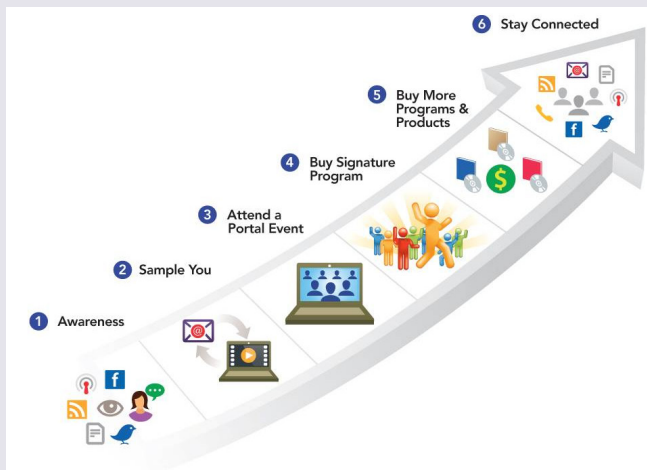 1 Awareness
2 Sample You
3 Attend a
Portal Event
4 Buy Signature
Program
5 Buy More
Programs &
Products
6 Stay Connected
@
f
@
$
@
f